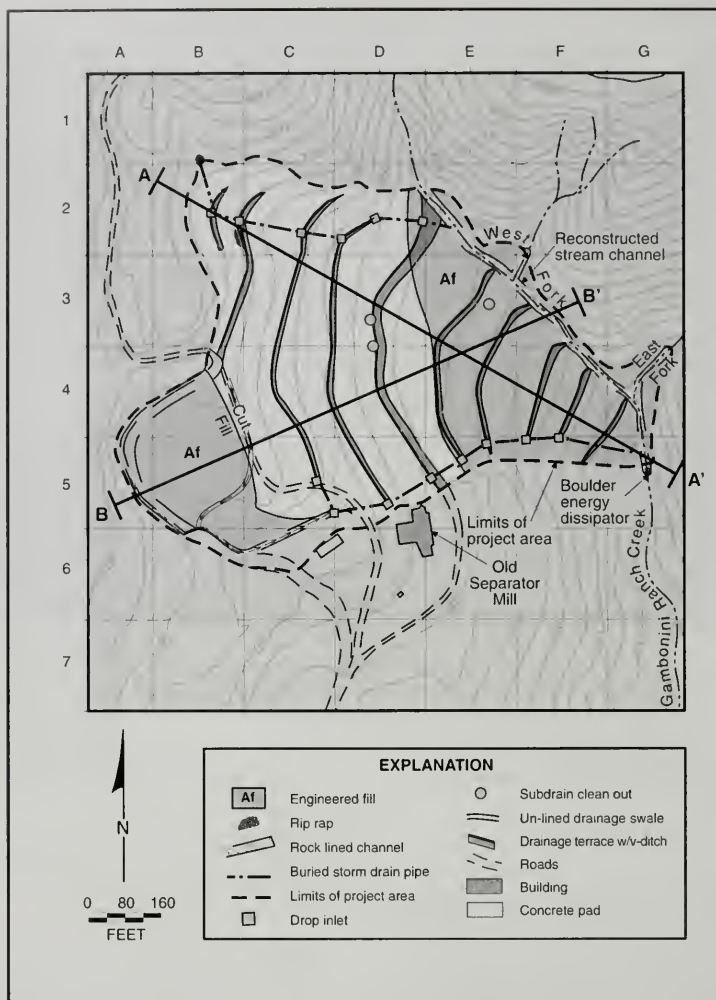 A B C D E F G
1
2
3
4
5
6
7
A
A'
B
B'
West Fork
Reconstructed
stream channel
East
Fork
Af
Af
Cut
Fill
Boulder
energy
dissipator
Limits of
project area
Old
Separator
Mill
Gambonini Ranch Creek
N
0 80 160
FEET
EXPLANATION
Af Engineered fill
Rip rap
Rock lined channel
Buried storm drain pipe
Limits of project area
Drop inlet
Subdrain clean out
Un-lined drainage swale
Drainage terrace w/v-ditch
Roads
Building
Concrete pad